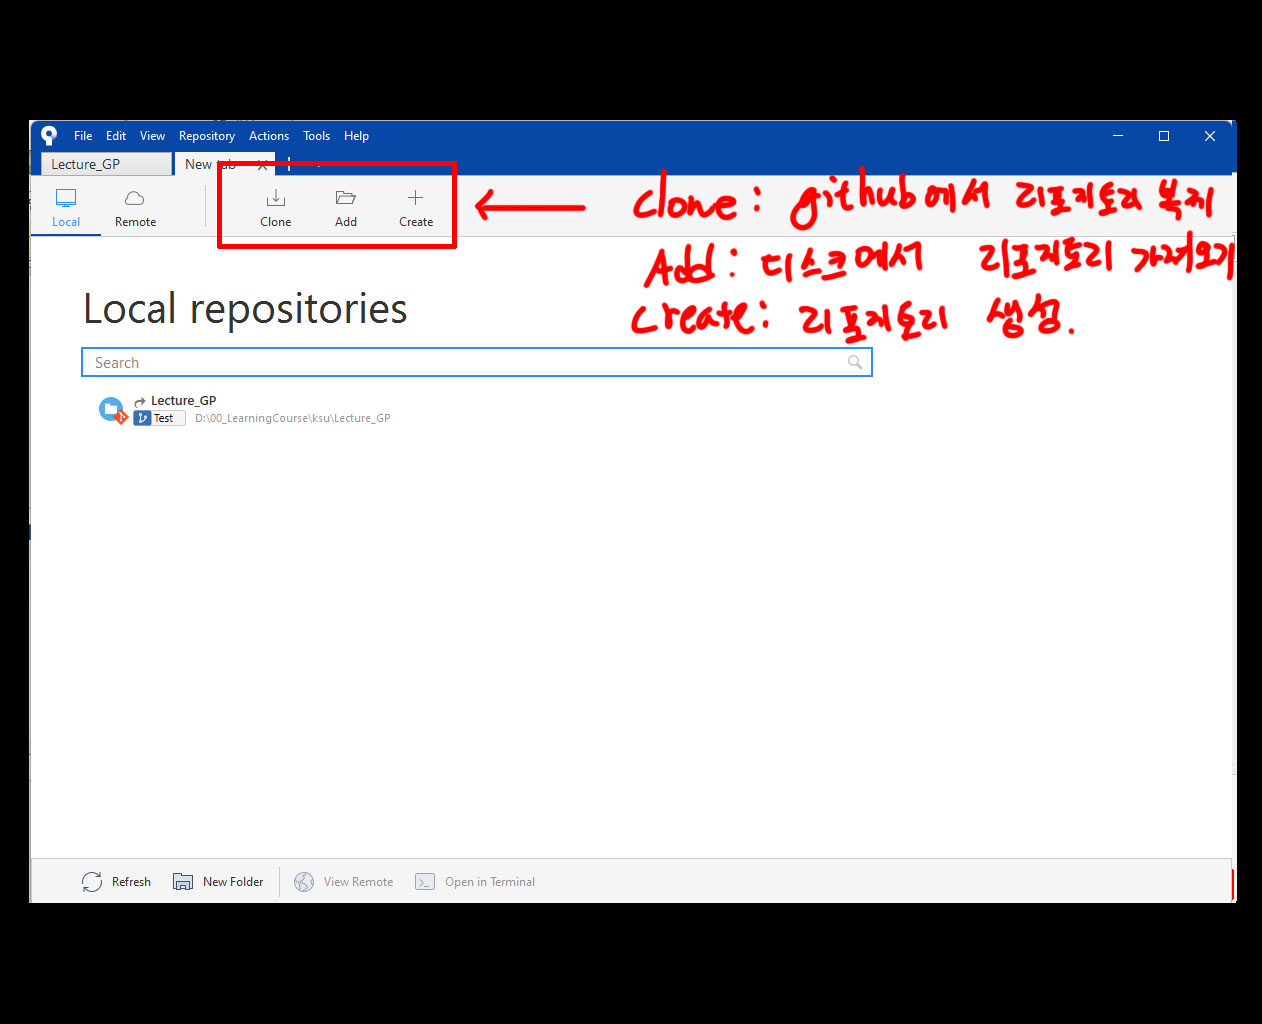 File Edit View Repository Actions Tools Help
Lecture_GP New tab
Local Remote Clone Add Create
Clone : github에서 리포지토리 복제
Add : 디스크에서 리포지토리 가져오기
Create : 리포지토리 생성.
Local repositories
Search
Lecture_GP
Test D:\00_LearningCourse\ksu\Lecture_GP
Refresh New Folder View Remote Open in Terminal